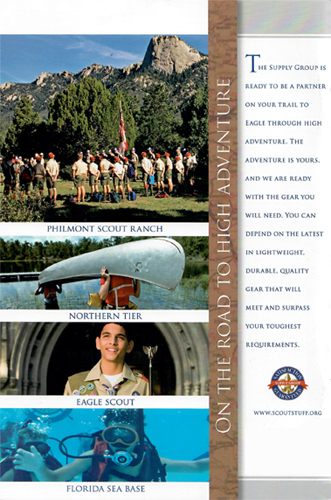 PHILMONT SCOUT RANCH
NORTHERN TIER
EAGLE SCOUT
FLORIDA SEA BASE
ON THE ROAD TO HIGH ADVENTURE
THE SUPPLY GROUP IS
READY TO BE A PARTNER
ON YOUR TRAIL TO
EAGLE THROUGH HIGH
ADVENTURE. THE
ADVENTURE IS YOURS,
AND WE ARE READY
WITH THE GEAR YOU
WILL NEED. YOU CAN
DEPEND ON THE LATEST
IN LIGHTWEIGHT,
DURABLE, QUALITY
GEAR THAT WILL
MEET AND SURPASS
YOUR TOUGHEST
REQUIREMENTS.
SATISFACTION
SUPPLY GROUP
GUARANTEED
WWW.SCOUTSTUFF.ORG